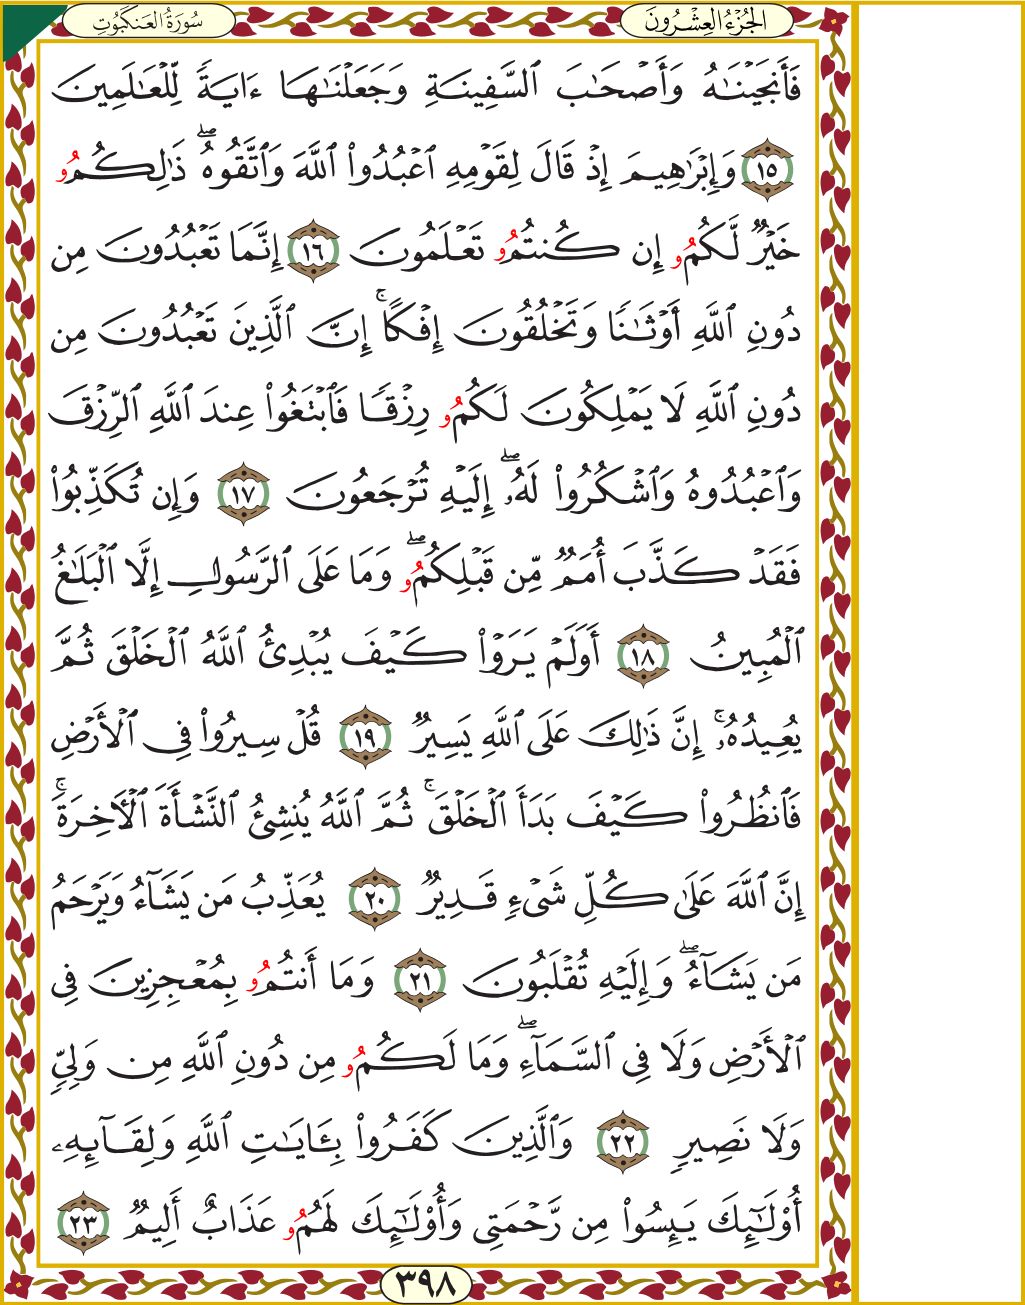 الجُزْءُ العِشْرُونَ
سُورَةُ العَنكَبُوتِ
فَأَنجَيْنَـٰهُ وَأَصْحَـٰبَ ٱلسَّفِينَةِ وَجَعَلْنَـٰهَا ءَايَةً لِّلْعَـٰلَمِينَ
١٥ وَإِبْرَٰهِيمَ إِذْ قَالَ لِقَوْمِهِ ٱعْبُدُوا۟ ٱللَّهَ وَٱتَّقُوهُ ۖ ذَٰلِكُمُو
خَيْرٌ لَّكُمُو إِن كُنتُمُو تَعْلَمُونَ ١٦ إِنَّمَا تَعْبُدُونَ مِن
دُونِ ٱللَّهِ أَوْثَـٰنًا وَتَخْلُقُونَ إِفْكًا ۚ إِنَّ ٱلَّذِينَ تَعْبُدُونَ مِن
دُونِ ٱللَّهِ لَا يَمْلِكُونَ لَكُمُو رِزْقًا فَٱبْتَغُوا۟ عِندَ ٱللَّهِ ٱلرِّزْقَ
وَٱعْبُدُوهُ وَٱشْكُرُوا۟ لَهُۥٓ ۖ إِلَيْهِ تُرْجَعُونَ ١٧ وَإِن تُكَذِّبُوا۟
فَقَدْ كَذَّبَ أُمَمٌ مِّن قَبْلِكُمُو ۖ وَمَا عَلَى ٱلرَّسُولِ إِلَّا ٱلْبَلَـٰغُ
ٱلْمُبِينُ ١٨ أَوَلَمْ يَرَوْا۟ كَيْفَ يُبْدِئُ ٱللَّهُ ٱلْخَلْقَ ثُمَّ
يُعِيدُهُۥٓ ۚ إِنَّ ذَٰلِكَ عَلَى ٱللَّهِ يَسِيرٌ ١٩ قُلْ سِيرُوا۟ فِى ٱلْأَرْضِ
فَٱنظُرُوا۟ كَيْفَ بَدَأَ ٱلْخَلْقَ ۚ ثُمَّ ٱللَّهُ يُنشِئُ ٱلنَّشَأَةَ ٱلْـَٔاخِرَةَ ۚ
إِنَّ ٱللَّهَ عَلَىٰ كُلِّ شَىْءٍ قَدِيرٌ ٢٠ يُعَذِّبُ مَن يَشَآءُ وَيَرْحَمُ
مَن يَشَآءُ ۖ وَإِلَيْهِ تُقْلَبُونَ ٢١ وَمَا أَنتُمُو بِمُعْجِزِينَ فِى
ٱلْأَرْضِ وَلَا فِى ٱلسَّمَآءِ ۖ وَمَا لَكُمُو مِن دُونِ ٱللَّهِ مِن وَلِىٍّ
وَلَا نَصِيرٍ ٢٢ وَٱلَّذِينَ كَفَرُوا۟ بِـَٔايَـٰتِ ٱللَّهِ وَلِقَآئِهِۦٓ
أُو۟لَـٰٓئِكَ يَئِسُوا۟ مِن رَّحْمَتِى وَأُو۟لَـٰٓئِكَ لَهُمُو عَذَابٌ أَلِيمٌ ٢٣
٣٩٨